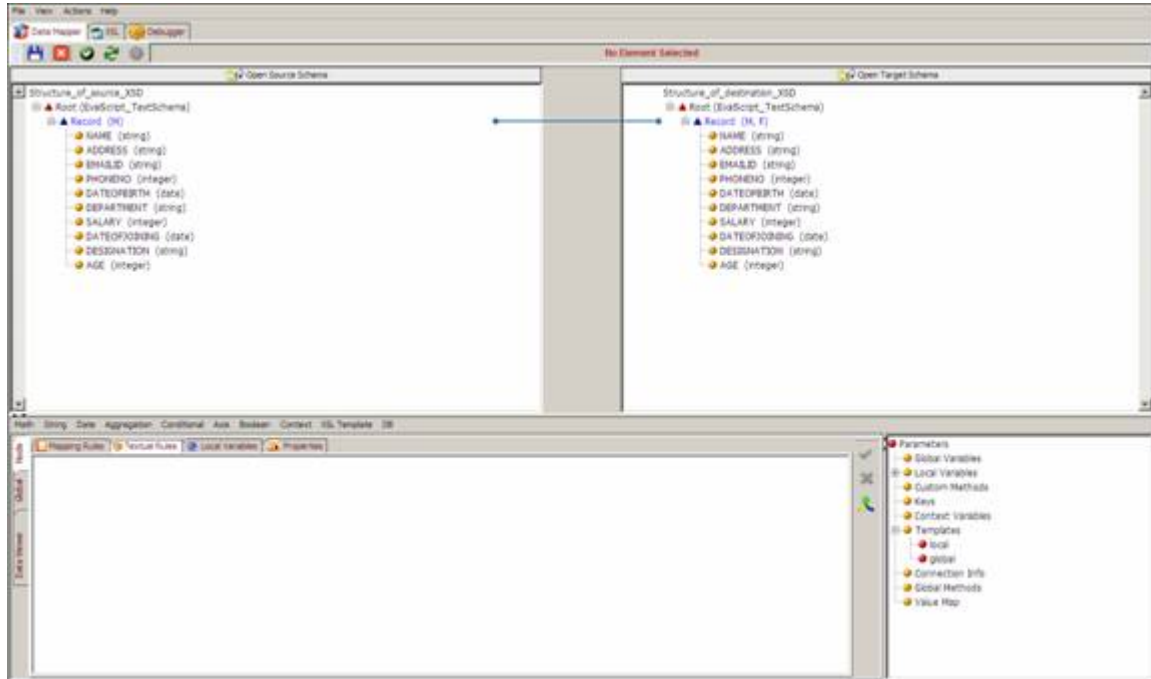 File View Actions Help
Data Mapper XSL Debugger
No Element Selected
Open Source Schema
Open Target Schema
Structure_of_source_XSD
Root (EvaScript_TextSchema)
Record (M)
NAME (string)
ADDRESS (string)
EMAILID (string)
PHONENO (integer)
DATEOFBIRTH (date)
DEPARTMENT (string)
SALARY (integer)
DATEOFJOINING (date)
DESIGNATION (string)
AGE (integer)
Structure_of_destination_XSD
Root (EvaScript_TextSchema)
Record (M, F)
NAME (string)
ADDRESS (string)
EMAILID (string)
PHONENO (integer)
DATEOFBIRTH (date)
DEPARTMENT (string)
SALARY (integer)
DATEOFJOINING (date)
DESIGNATION (string)
AGE (integer)
Math String Date Aggregation Conditional Axis Boolean Context XSL Template DB
Node
Global
Data Viewer
Mapping Rules Textual Rules Local Variables Properties
Parameters
Global Variables
Local Variables
Custom Methods
Keys
Context Variables
Templates
local
global
Connection Info
Global Methods
Value Map